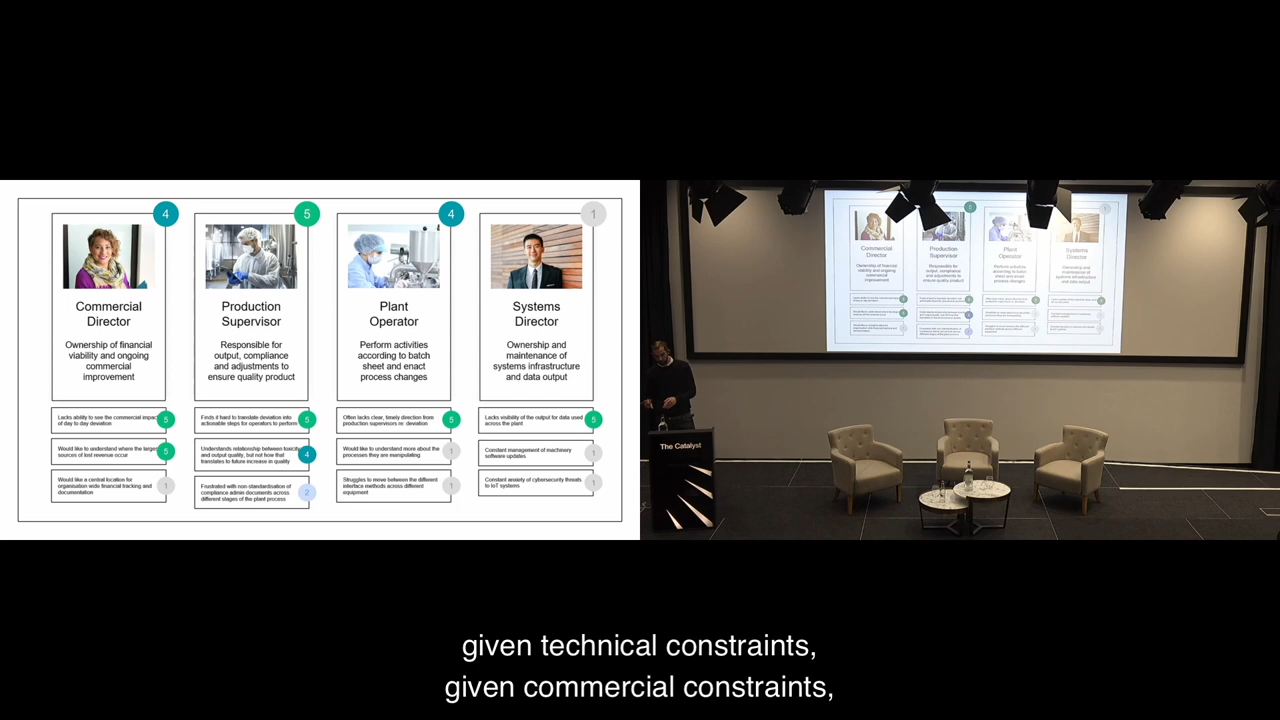 4
Commercial
Director
Ownership of financial
viability and ongoing
commercial
improvement
Lacks ability to see the commercial impact
of day to day deviation
5
Would like to understand where the larger
sources of lost revenue occur
5
Would like a central location for
organisation wide financial tracking and
documentation
1
5
Production
Supervisor
Responsible for
output, compliance
and adjustments to
ensure quality product
Finds it hard to translate deviation into
actionable steps for operators to perform
5
Understands relationship between toxicity
and output quality, but not how that
translates to future increase in quality
4
Frustrated with non-standardisation of
compliance admin documents across
different stages of the plant process
2
4
Plant
Operator
Perform activities
according to batch
sheet and enact
process changes
Often lacks clear, timely direction from
production supervisors re: deviation
5
Would like to understand more about the
processes they are manipulating
1
Struggles to move between the different
interface methods across different
equipment
1
1
Systems
Director
Ownership and
maintenance of
systems infrastructure
and data output
Lacks visibility of the output for data used
across the plant
5
Constant management of machinery
software updates
1
Constant anxiety of cybersecurity threats
to IoT systems
1
Commercial
Director
Production
Supervisor
Plant
Operator
Systems
Director
The Catalyst
given technical constraints,
given commercial constraints,